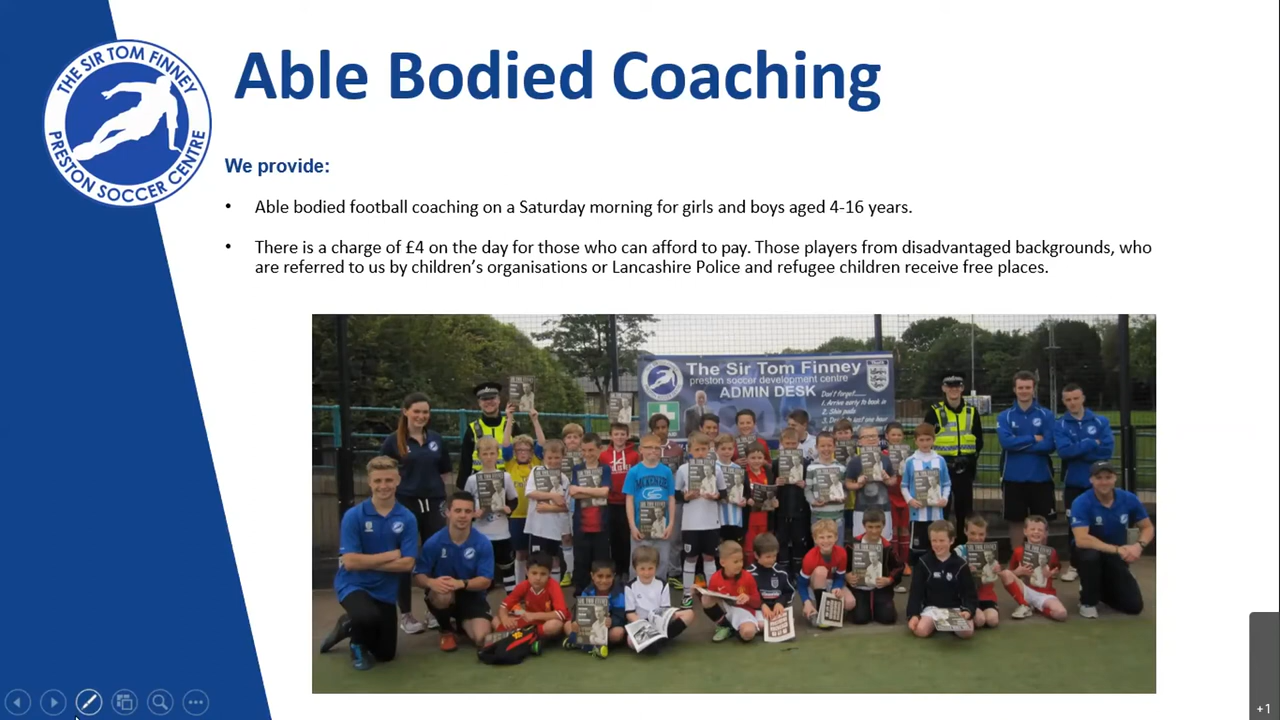 THE SIR TOM FINNEY
PRESTON SOCCER CENTRE
Able Bodied Coaching
We provide:
• Able bodied football coaching on a Saturday morning for girls and boys aged 4-16 years.
• There is a charge of £4 on the day for those who can afford to pay. Those players from disadvantaged backgrounds, who
are referred to us by children’s organisations or Lancashire Police and refugee children receive free places.
The Sir Tom Finney
preston soccer development centre
ADMIN DESK
Don't forget......
1. Arrive early to book in
2. Shin pads
SIR TOM FINNEY
+1